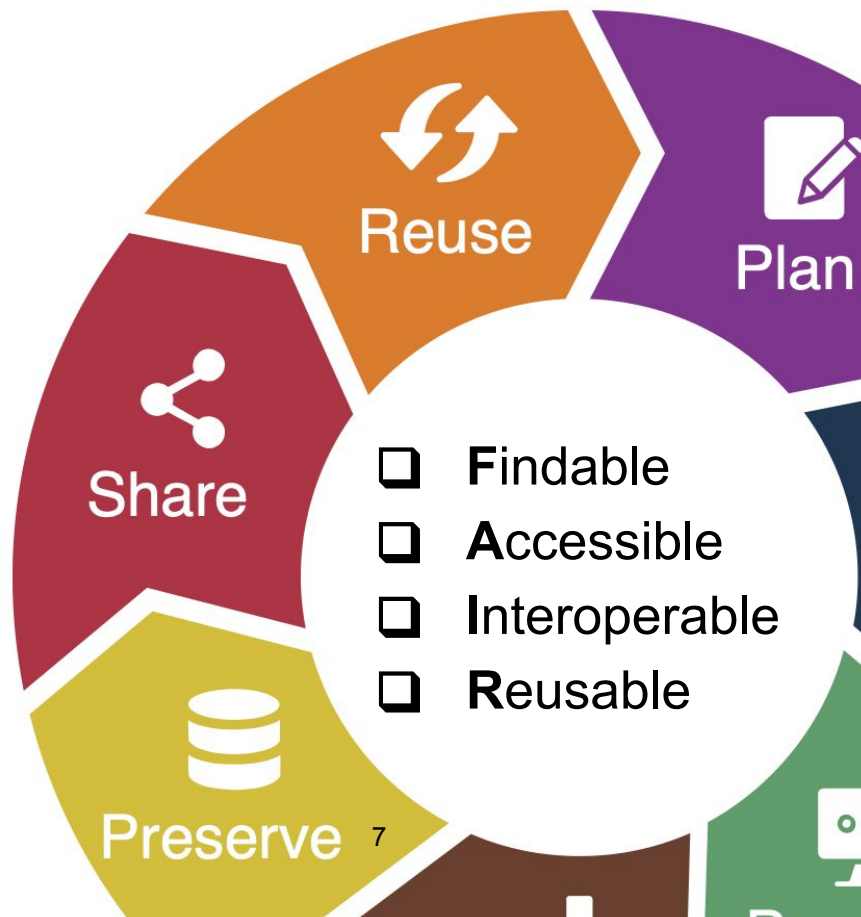 Reuse
Plan
Share
Findable
Accessible
Interoperable
Reusable
Preserve
7